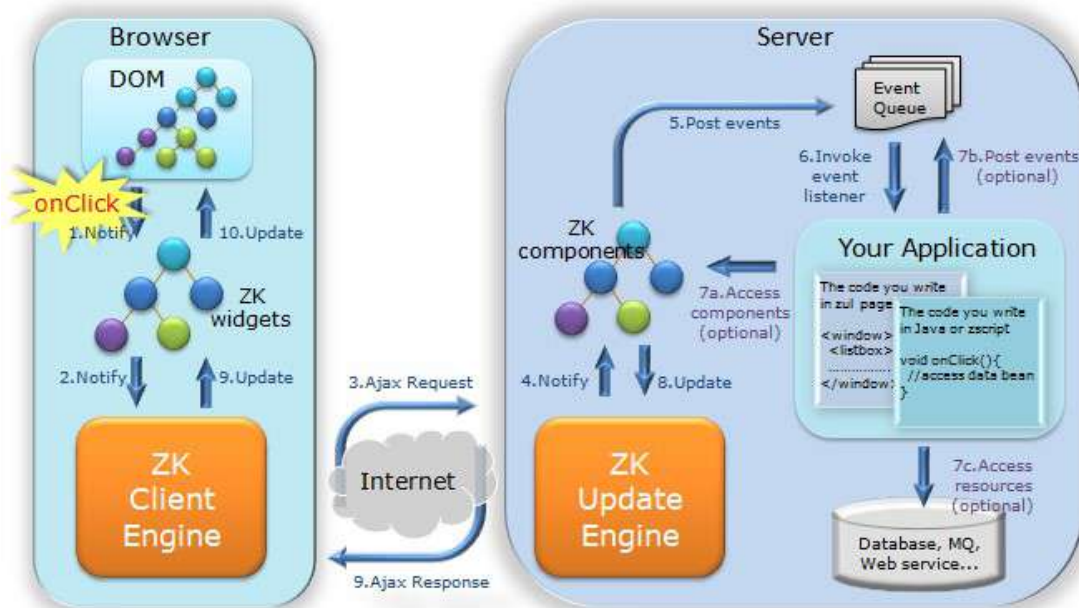 Browser
DOM
onClick
1.Notify
10.Update
ZK
widgets
2.Notify
9.Update
ZK
Client
Engine
3.Ajax Request
Internet
9.Ajax Response
Server
Event
Queue
5.Post events
6.Invoke
event
listener
7b.Post events
(optional)
ZK
components
7a.Access
components
(optional)
4.Notify
8.Update
ZK
Update
Engine
Your Application
The code you write
in zul page
<window>
<listbox>
...............
</window>
The code you write
in Java or zscript
void onClick(){
//access data bean
}
7c.Access
resources
(optional)
Database, MQ,
Web service...